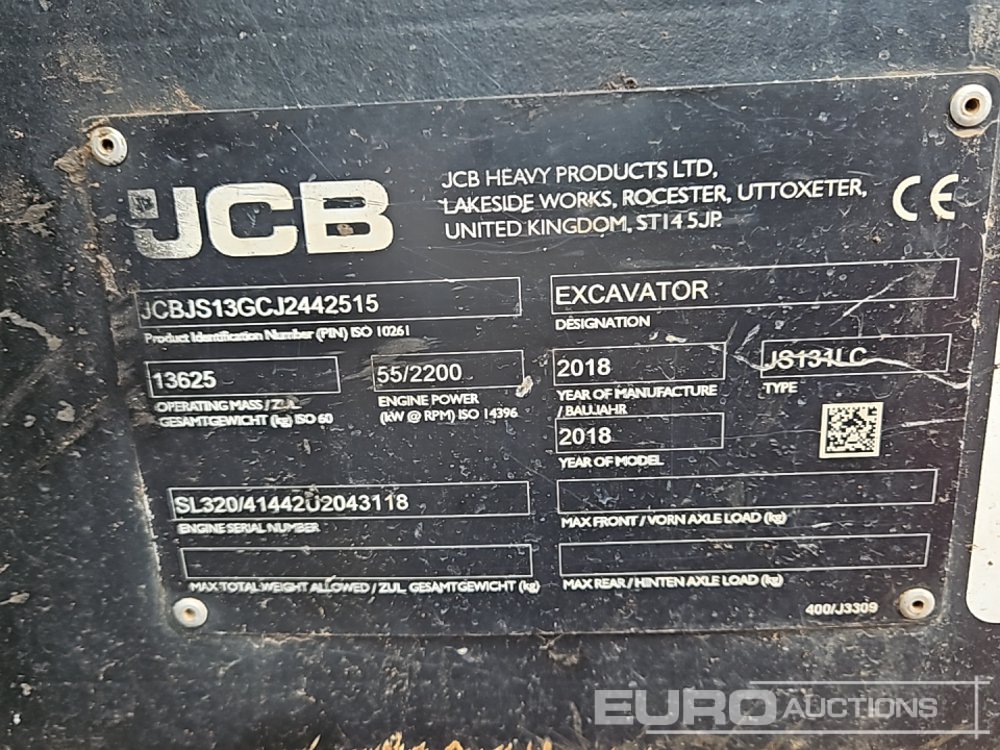 JCB
JCB HEAVY PRODUCTS LTD,
LAKESIDE WORKS, ROCESTER, UTTOXETER,
UNITED KINGDOM, ST14 5JP.
CE
JCBJS13GCJ2442515
Product Identification Number (PIN) ISO 10261
EXCAVATOR
DESIGNATION
13625
OPERATING MASS / ZUL.
GESAMTGEWICHT (kg) ISO 60
55/2200
ENGINE POWER
(kW @ RPM) ISO 14396
2018
YEAR OF MANUFACTURE
/ BAUJAHR
JS131LC
TYPE
2018
YEAR OF MODEL
SL320/41442U2043118
ENGINE SERIAL NUMBER
MAX FRONT / VORN AXLE LOAD (kg)
MAX TOTAL WEIGHT ALLOWED / ZUL. GESAMTGEWICHT (kg)
MAX REAR / HINTEN AXLE LOAD (kg)
400/J3309
EURO AUCTIONS